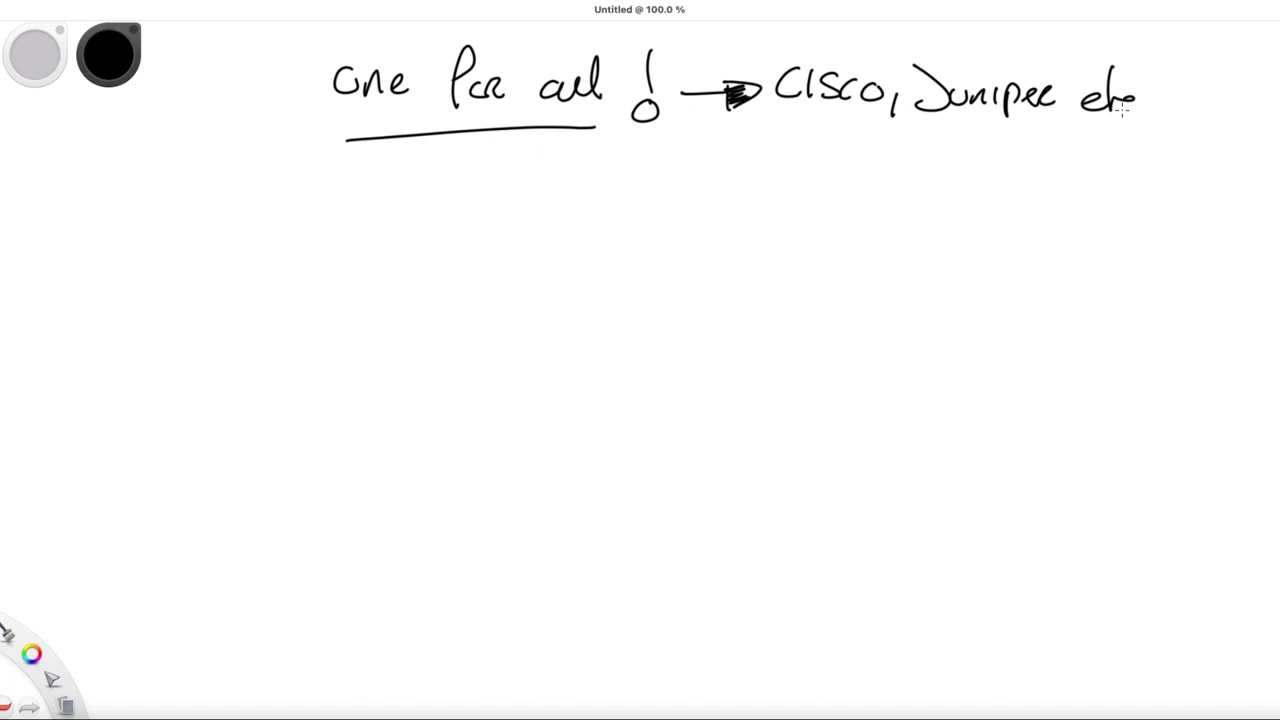 Untitled @ 100.0 %
one for all ! → CISCO, Juniper etc